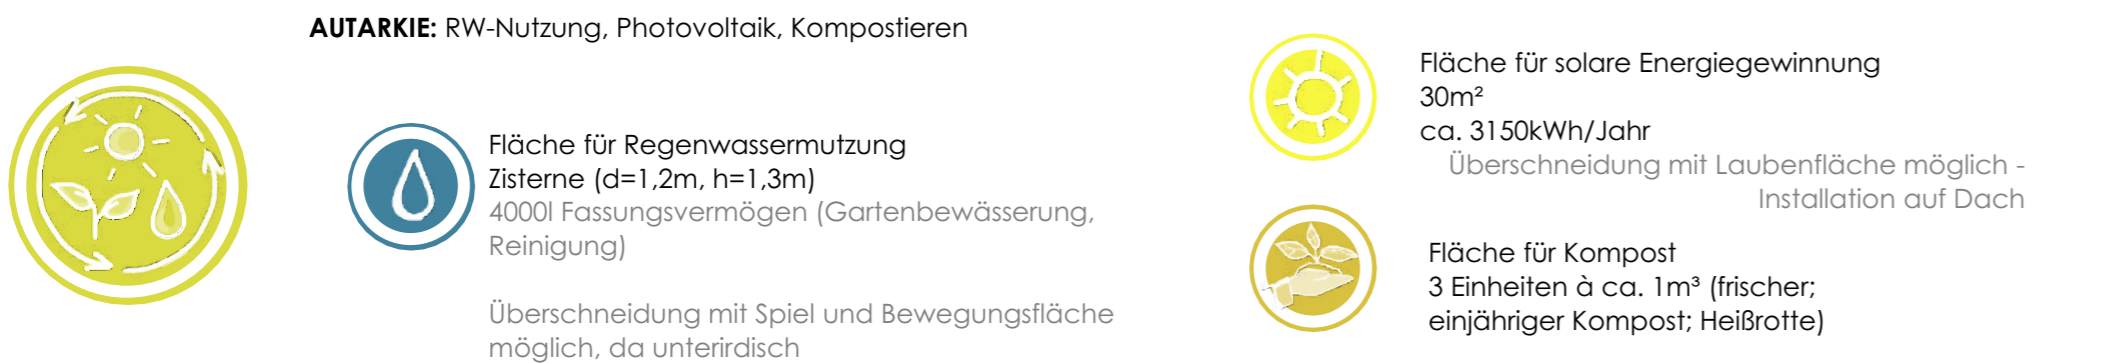 AUTARKIE: RW-Nutzung, Photovoltaik, Kompostieren
Fläche für Regenwassermutzung
Zisterne (d=1,2m, h=1,3m)
4000l Fassungsvermögen (Gartenbewässerung,
Reinigung)
Überschneidung mit Spiel und Bewegungsfläche
möglich, da unterirdisch
Fläche für solare Energiegewinnung
30m²
ca. 3150kWh/Jahr
Überschneidung mit Laubenfläche möglich -
Installation auf Dach
Fläche für Kompost
3 Einheiten à ca. 1m³ (frischer;
einjähriger Kompost; Heißrotte)